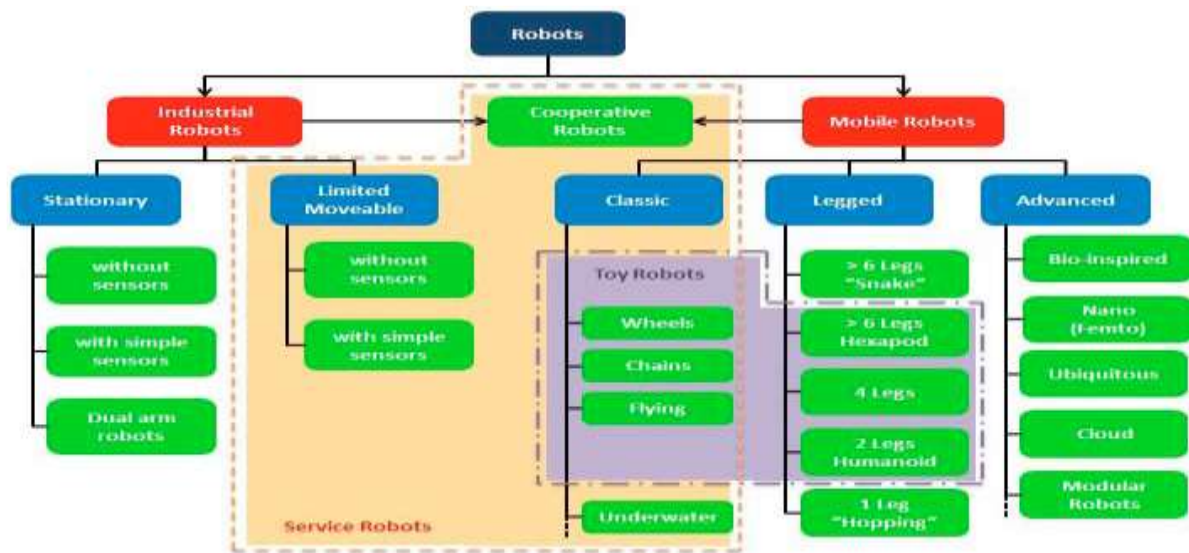 Robots
Industrial
Robots
Cooperative
Robots
Mobile Robots
Stationary
Limited
Moveable
Classic
Legged
Advanced
without
sensors
with simple
sensors
Dual arm
robots
without
sensors
with simple
sensors
Toy Robots
Wheels
Chains
Flying
Underwater
> 6 Legs
"Snake"
> 6 Legs
Hexapod
4 Legs
2 Legs
Humanoid
1 Leg
"Hopping"
Bio-inspired
Nano
(Femto)
Ubiquitous
Cloud
Modular
Robots
Service Robots